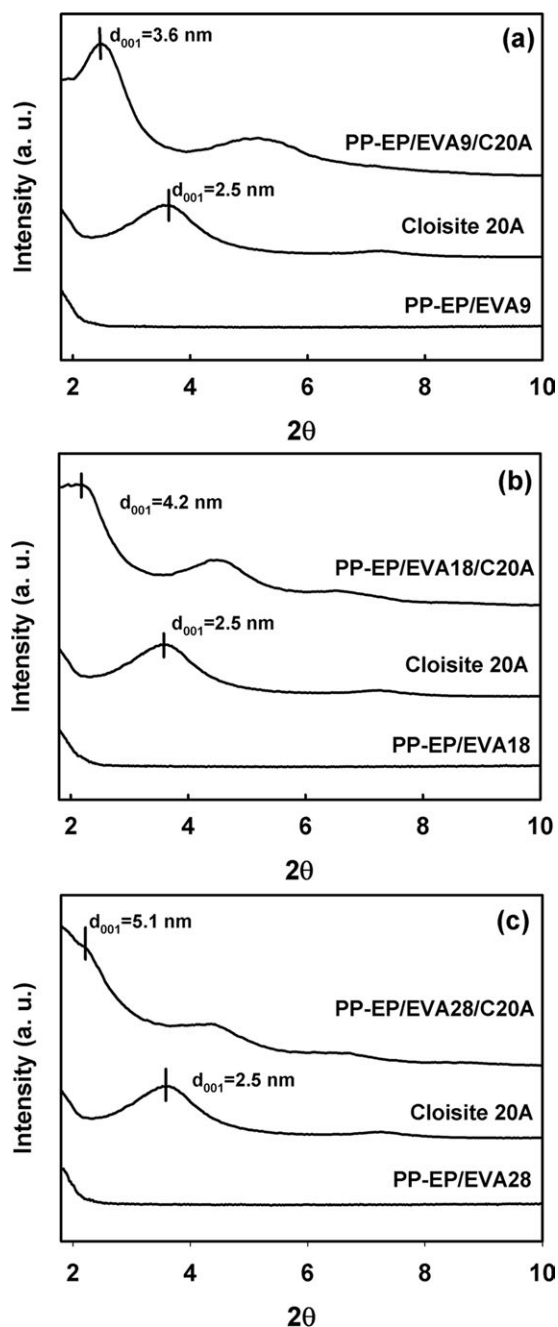 (a)
d001=3.6 nm
PP-EP/EVA9/C20A
d001=2.5 nm
Cloisite 20A
PP-EP/EVA9
Intensity (a. u.)
2 4 6 8 10
2θ
(b)
d001=4.2 nm
PP-EP/EVA18/C20A
d001=2.5 nm
Cloisite 20A
PP-EP/EVA18
Intensity (a. u.)
2 4 6 8 10
2θ
(c)
d001=5.1 nm
PP-EP/EVA28/C20A
d001=2.5 nm
Cloisite 20A
PP-EP/EVA28
Intensity (a. u.)
2 4 6 8 10
2θ